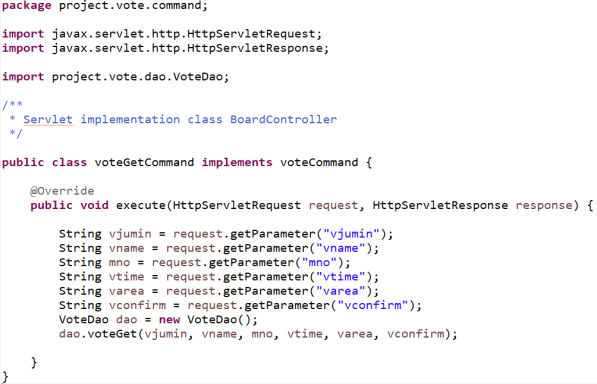 package project.vote.command;
import javax.servlet.http.HttpServletRequest;
import javax.servlet.http.HttpServletResponse;
import project.vote.dao.VoteDao;
/**
 * Servlet implementation class BoardController
 */
public class voteGetCommand implements voteCommand {
    @Override
    public void execute(HttpServletRequest request, HttpServletResponse response) {
        String vjumin = request.getParameter("vjumin");
        String vname = request.getParameter("vname");
        String mno = request.getParameter("mno");
        String vtime = request.getParameter("vtime");
        String varea = request.getParameter("varea");
        String vconfirm = request.getParameter("vconfirm");
        VoteDao dao = new VoteDao();
        dao.voteGet(vjumin, vname, mno, vtime, varea, vconfirm);
    }
}